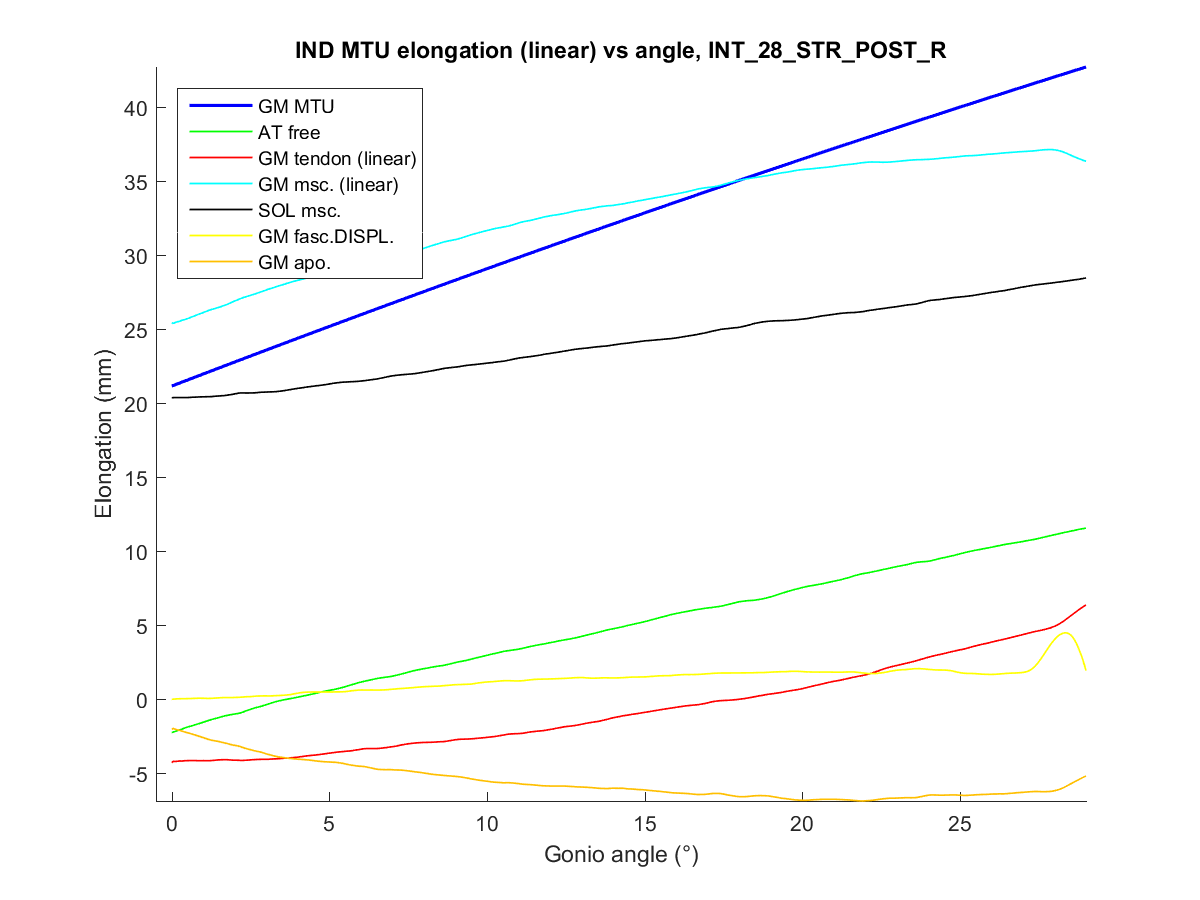 IND MTU elongation (linear) vs angle, INT_28_STR_POST_R
GM MTU
AT free
GM tendon (linear)
GM msc. (linear)
SOL msc.
GM fasc.DISPL.
GM apo.
Elongation (mm)
40
35
30
25
20
15
10
5
0
-5
0 5 10 15 20 25
Gonio angle (°)